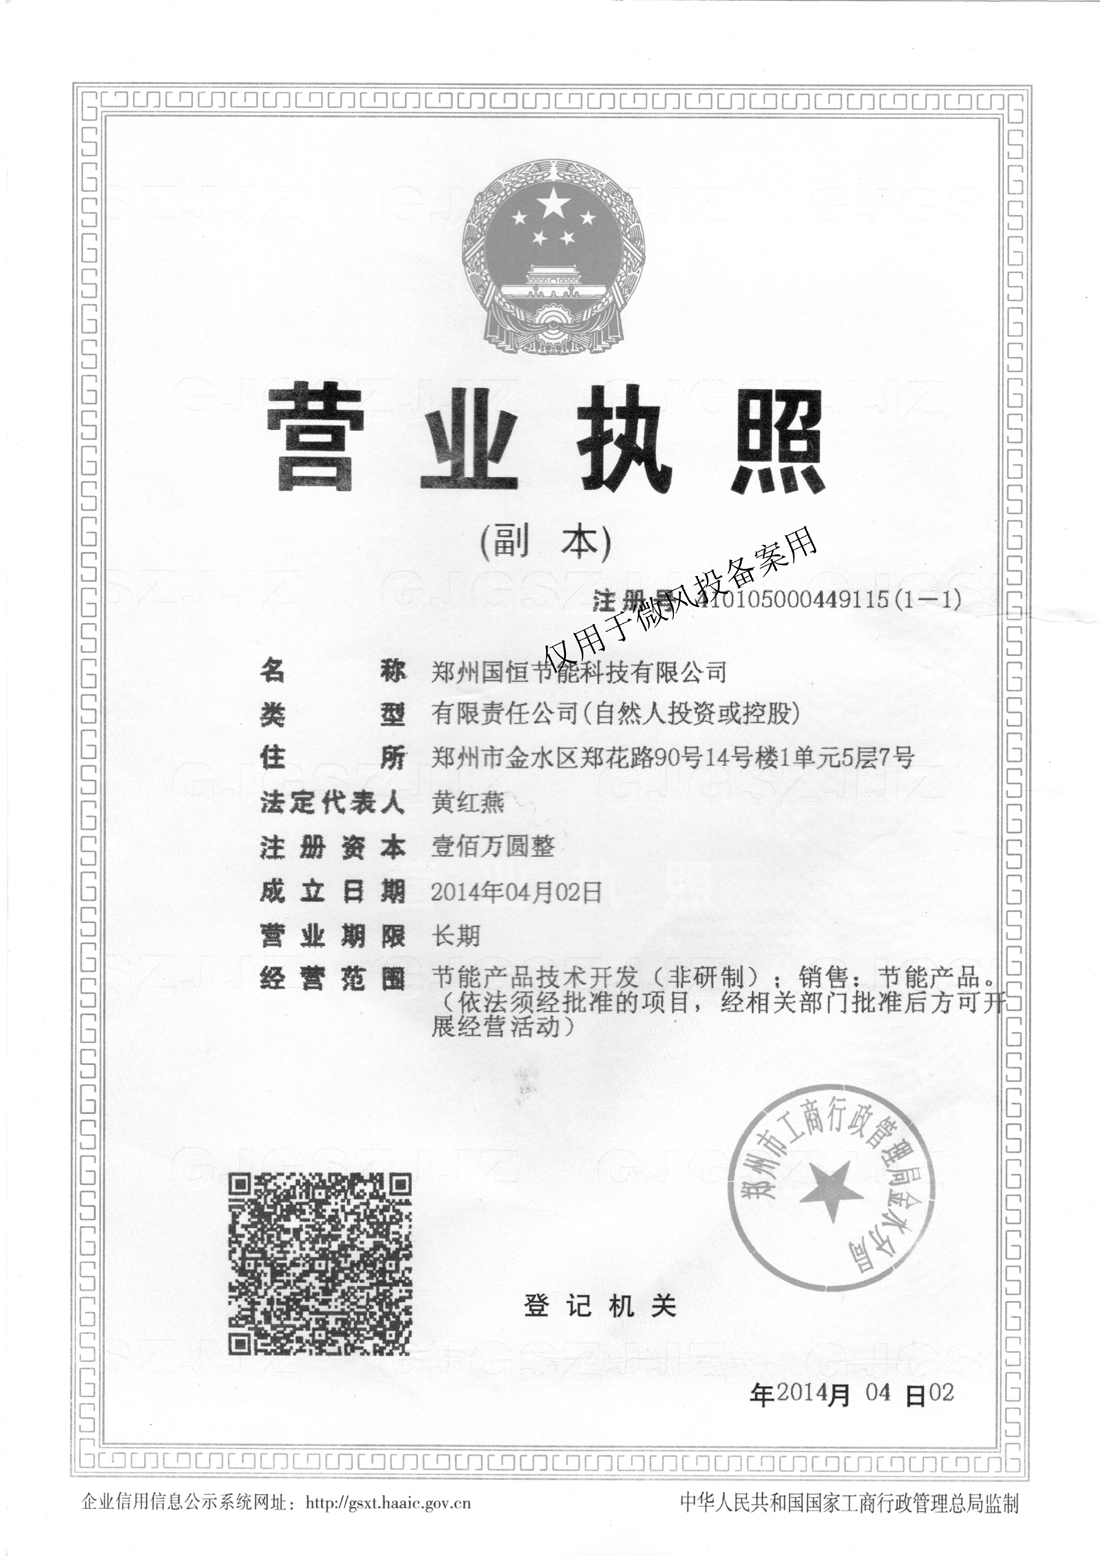 营业执照
(副 本)
仅用于微风投备案用
注册号 410105000449115(1-1)
名 称 郑州国恒节能科技有限公司
类 型 有限责任公司(自然人投资或控股)
住 所 郑州市金水区郑花路90号14号楼1单元5层7号
法定代表人 黄红燕
注册资本 壹佰万圆整
成立日期 2014年04月02日
营业期限 长期
经营范围 节能产品技术开发（非研制）；销售：节能产品。
（依法须经批准的项目，经相关部门批准后方可开
展经营活动）
郑州市工商行政管理局金水分局
登记机关
年2014月 04 日02
企业信用信息公示系统网址：http://gsxt.haaic.gov.cn
中华人民共和国国家工商行政管理总局监制